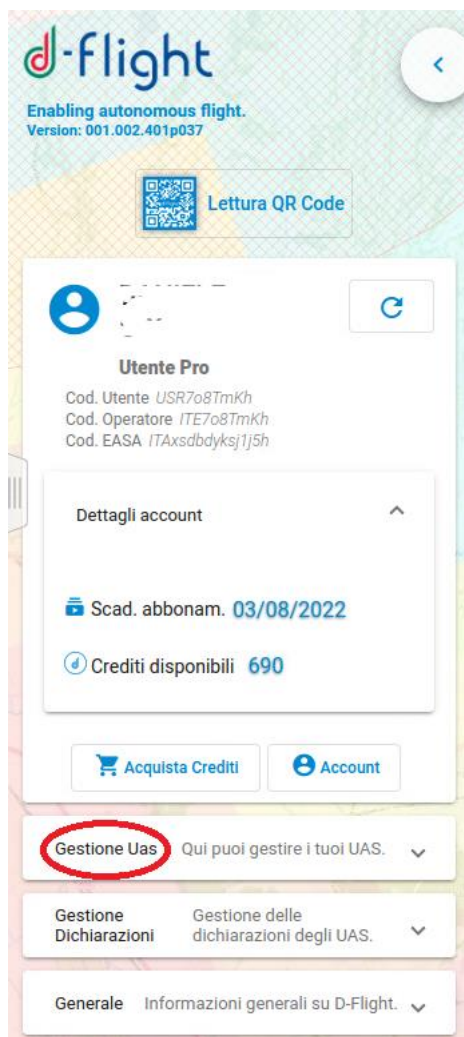 d-flight
Enabling autonomous flight.
Version: 001.002.401p037
Lettura QR Code
Utente Pro
Cod. Utente USR7o8TmKh
Cod. Operatore ITE7o8TmKh
Cod. EASA ITAxsdbdyksj1j5h
Dettagli account
Scad. abbonam. 03/08/2022
d Crediti disponibili 690
Acquista Crediti Account
Gestione Uas Qui puoi gestire i tuoi UAS.
Gestione Gestione delle
Dichiarazioni dichiarazioni degli UAS.
Generale Informazioni generali su D-Flight.